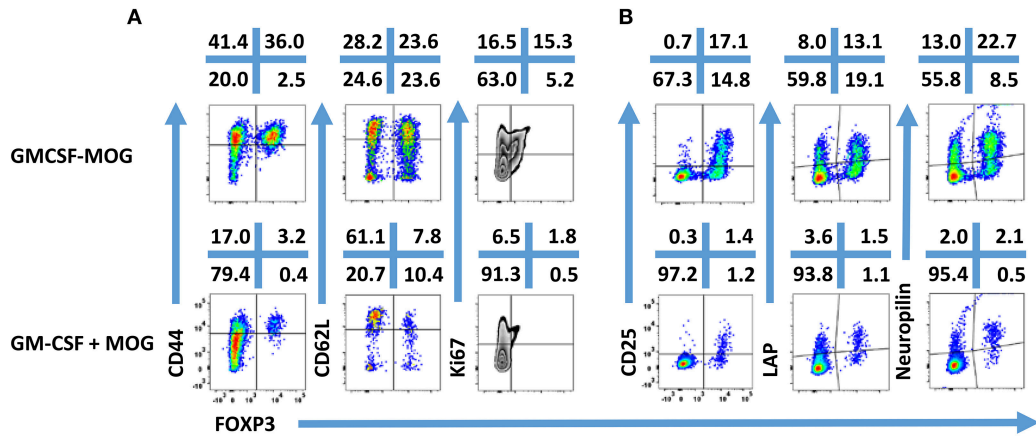 A B
41.4 36.0 28.2 23.6 16.5 15.3 0.7 17.1 8.0 13.1 13.0 22.7
20.0 2.5 24.6 23.6 63.0 5.2 67.3 14.8 59.8 19.1 55.8 8.5
GMCSF-MOG
17.0 3.2 61.1 7.8 6.5 1.8 0.3 1.4 3.6 1.5 2.0 2.1
79.4 0.4 20.7 10.4 91.3 0.5 97.2 1.2 93.8 1.1 95.4 0.5
GM-CSF + MOG
CD44
CD62L
Ki67
CD25
LAP
Neuropilin
FOXP3